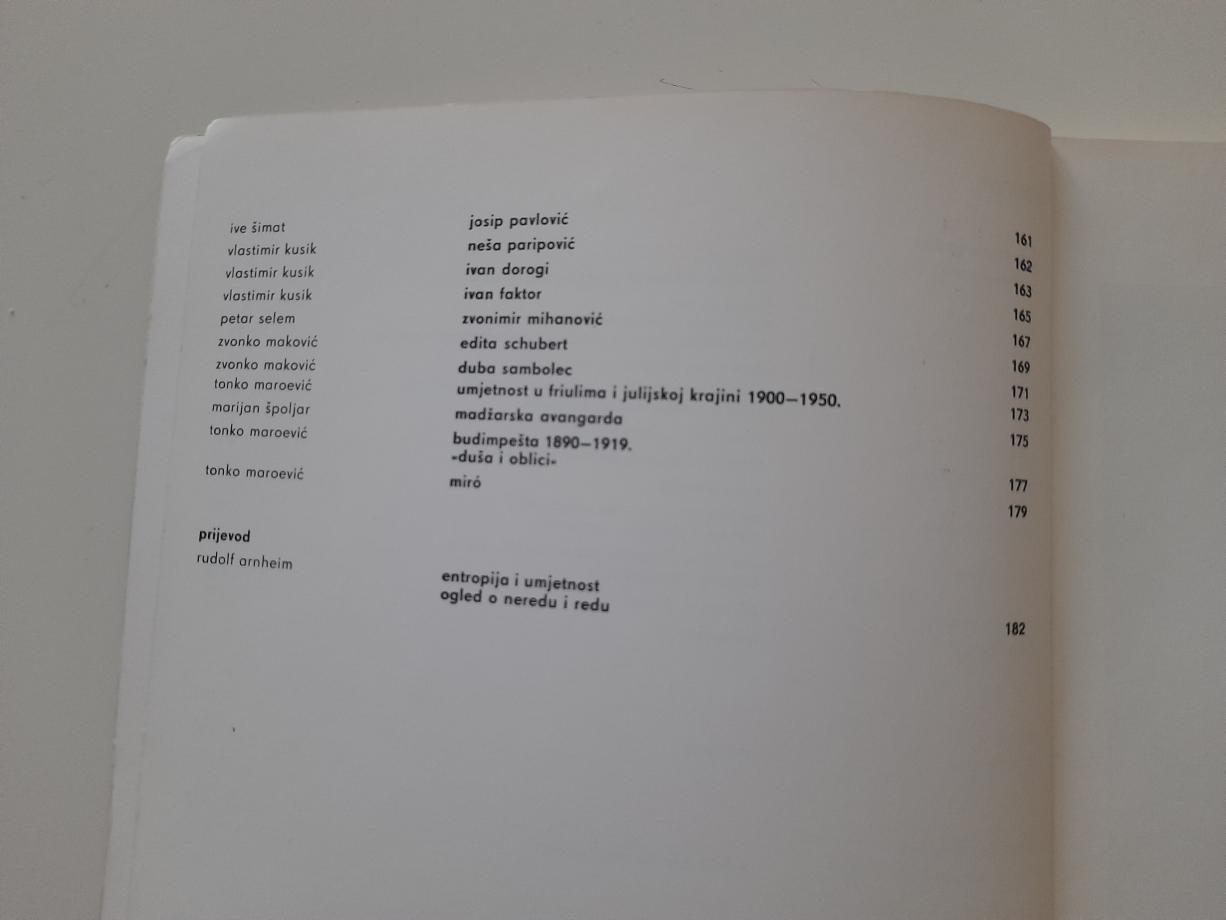 ive šimat josip pavlović 161
vlastimir kusik neša paripović 162
vlastimir kusik ivan dorogi 163
vlastimir kusik ivan faktor 165
petar selem zvonimir mihanović 167
zvonko maković edita schubert 169
zvonko maković duba sambolec 171
tonko maroević umjetnost u friulima i julijskoj krajini 1900—1950. 173
marijan špoljar madžarska avangarda 175
tonko maroević budimpešta 1890—1919.
»duša i oblici« 177
tonko maroević miró 179
prijevod
rudolf arnheim entropija i umjetnost
ogled o neredu i redu 182